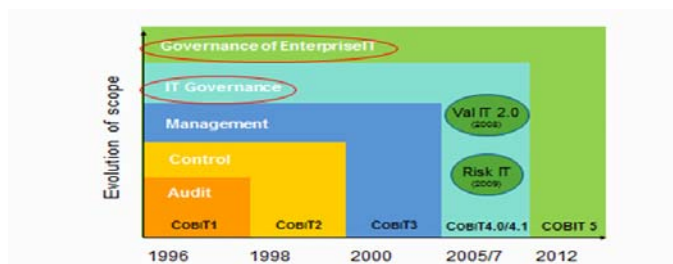 Governance of EnterpriseIT
IT Governance
Management
Control
Audit
Val IT 2.0
(2008)
Risk IT
(2009)
COBIT1
COBIT2
COBIT3
COBIT4.0/4.1
COBIT 5
1996
1998
2000
2005/7
2012
Evolution of scope